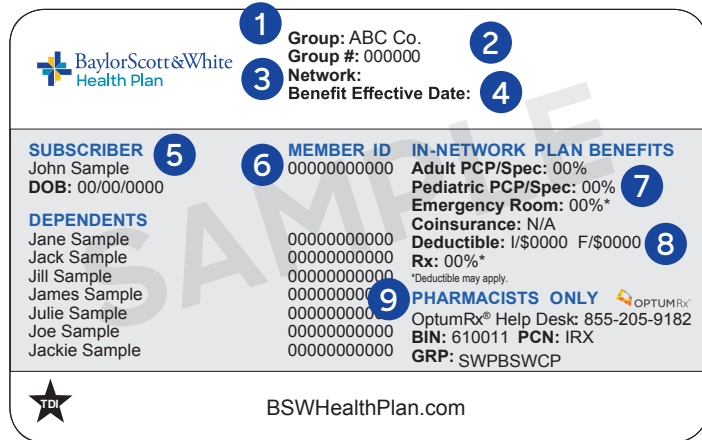 1
Group: ABC Co.
2
Group #: 000000
BaylorScott&White
Health Plan
3
Network:
Benefit Effective Date:
4
SAMPLE
SUBSCRIBER
5
John Sample
DOB: 00/00/0000
6
MEMBER ID
00000000000
IN-NETWORK PLAN BENEFITS
Adult PCP/Spec: 00%
Pediatric PCP/Spec: 00%
7
Emergency Room: 00%*
Coinsurance: N/A
Deductible: I/$0000 F/$0000
8
Rx: 00%*
*Deductible may apply.
DEPENDENTS
Jane Sample 00000000000
Jack Sample 00000000000
Jill Sample 00000000000
James Sample 00000000000
Julie Sample 00000000000
Joe Sample 00000000000
Jackie Sample 00000000000
9
PHARMACISTS ONLY
OPTUMRx®
OptumRx® Help Desk: 855-205-9182
BIN: 610011 PCN: IRX
GRP: SWPBSWCP
TDI
BSWHealthPlan.com